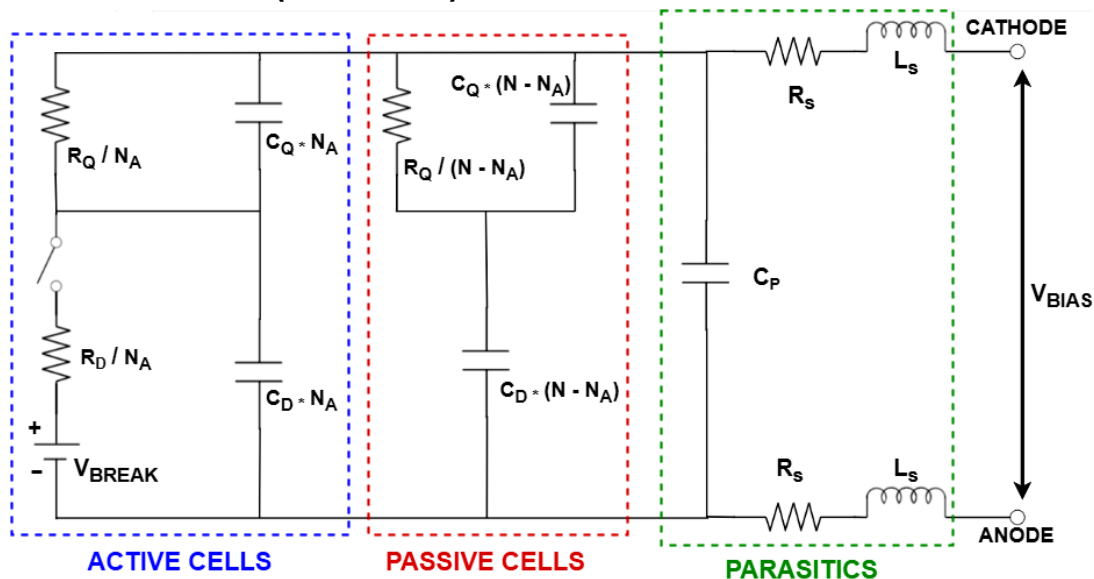 CATHODE
L_S
R_S
C_Q * (N - N_A)
C_Q * N_A
R_Q / N_A
R_Q / (N - N_A)
C_P
V_BIAS
R_D / N_A
C_D * N_A
C_D * (N - N_A)
+
−
V_BREAK
R_S
L_S
ANODE
ACTIVE CELLS
PASSIVE CELLS
PARASITICS